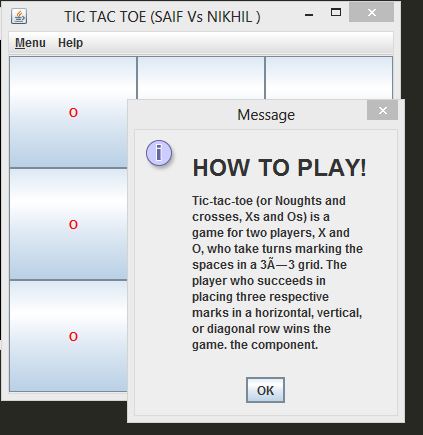 TIC TAC TOE (SAIF Vs NIKHIL )
Menu Help
O
O
O
Message
HOW TO PLAY!
Tic-tac-toe (or Noughts and
crosses, Xs and Os) is a
game for two players, X and
O, who take turns marking the
spaces in a 3Ã—3 grid. The
player who succeeds in
placing three respective
marks in a horizontal, vertical,
or diagonal row wins the
game. the component.
OK